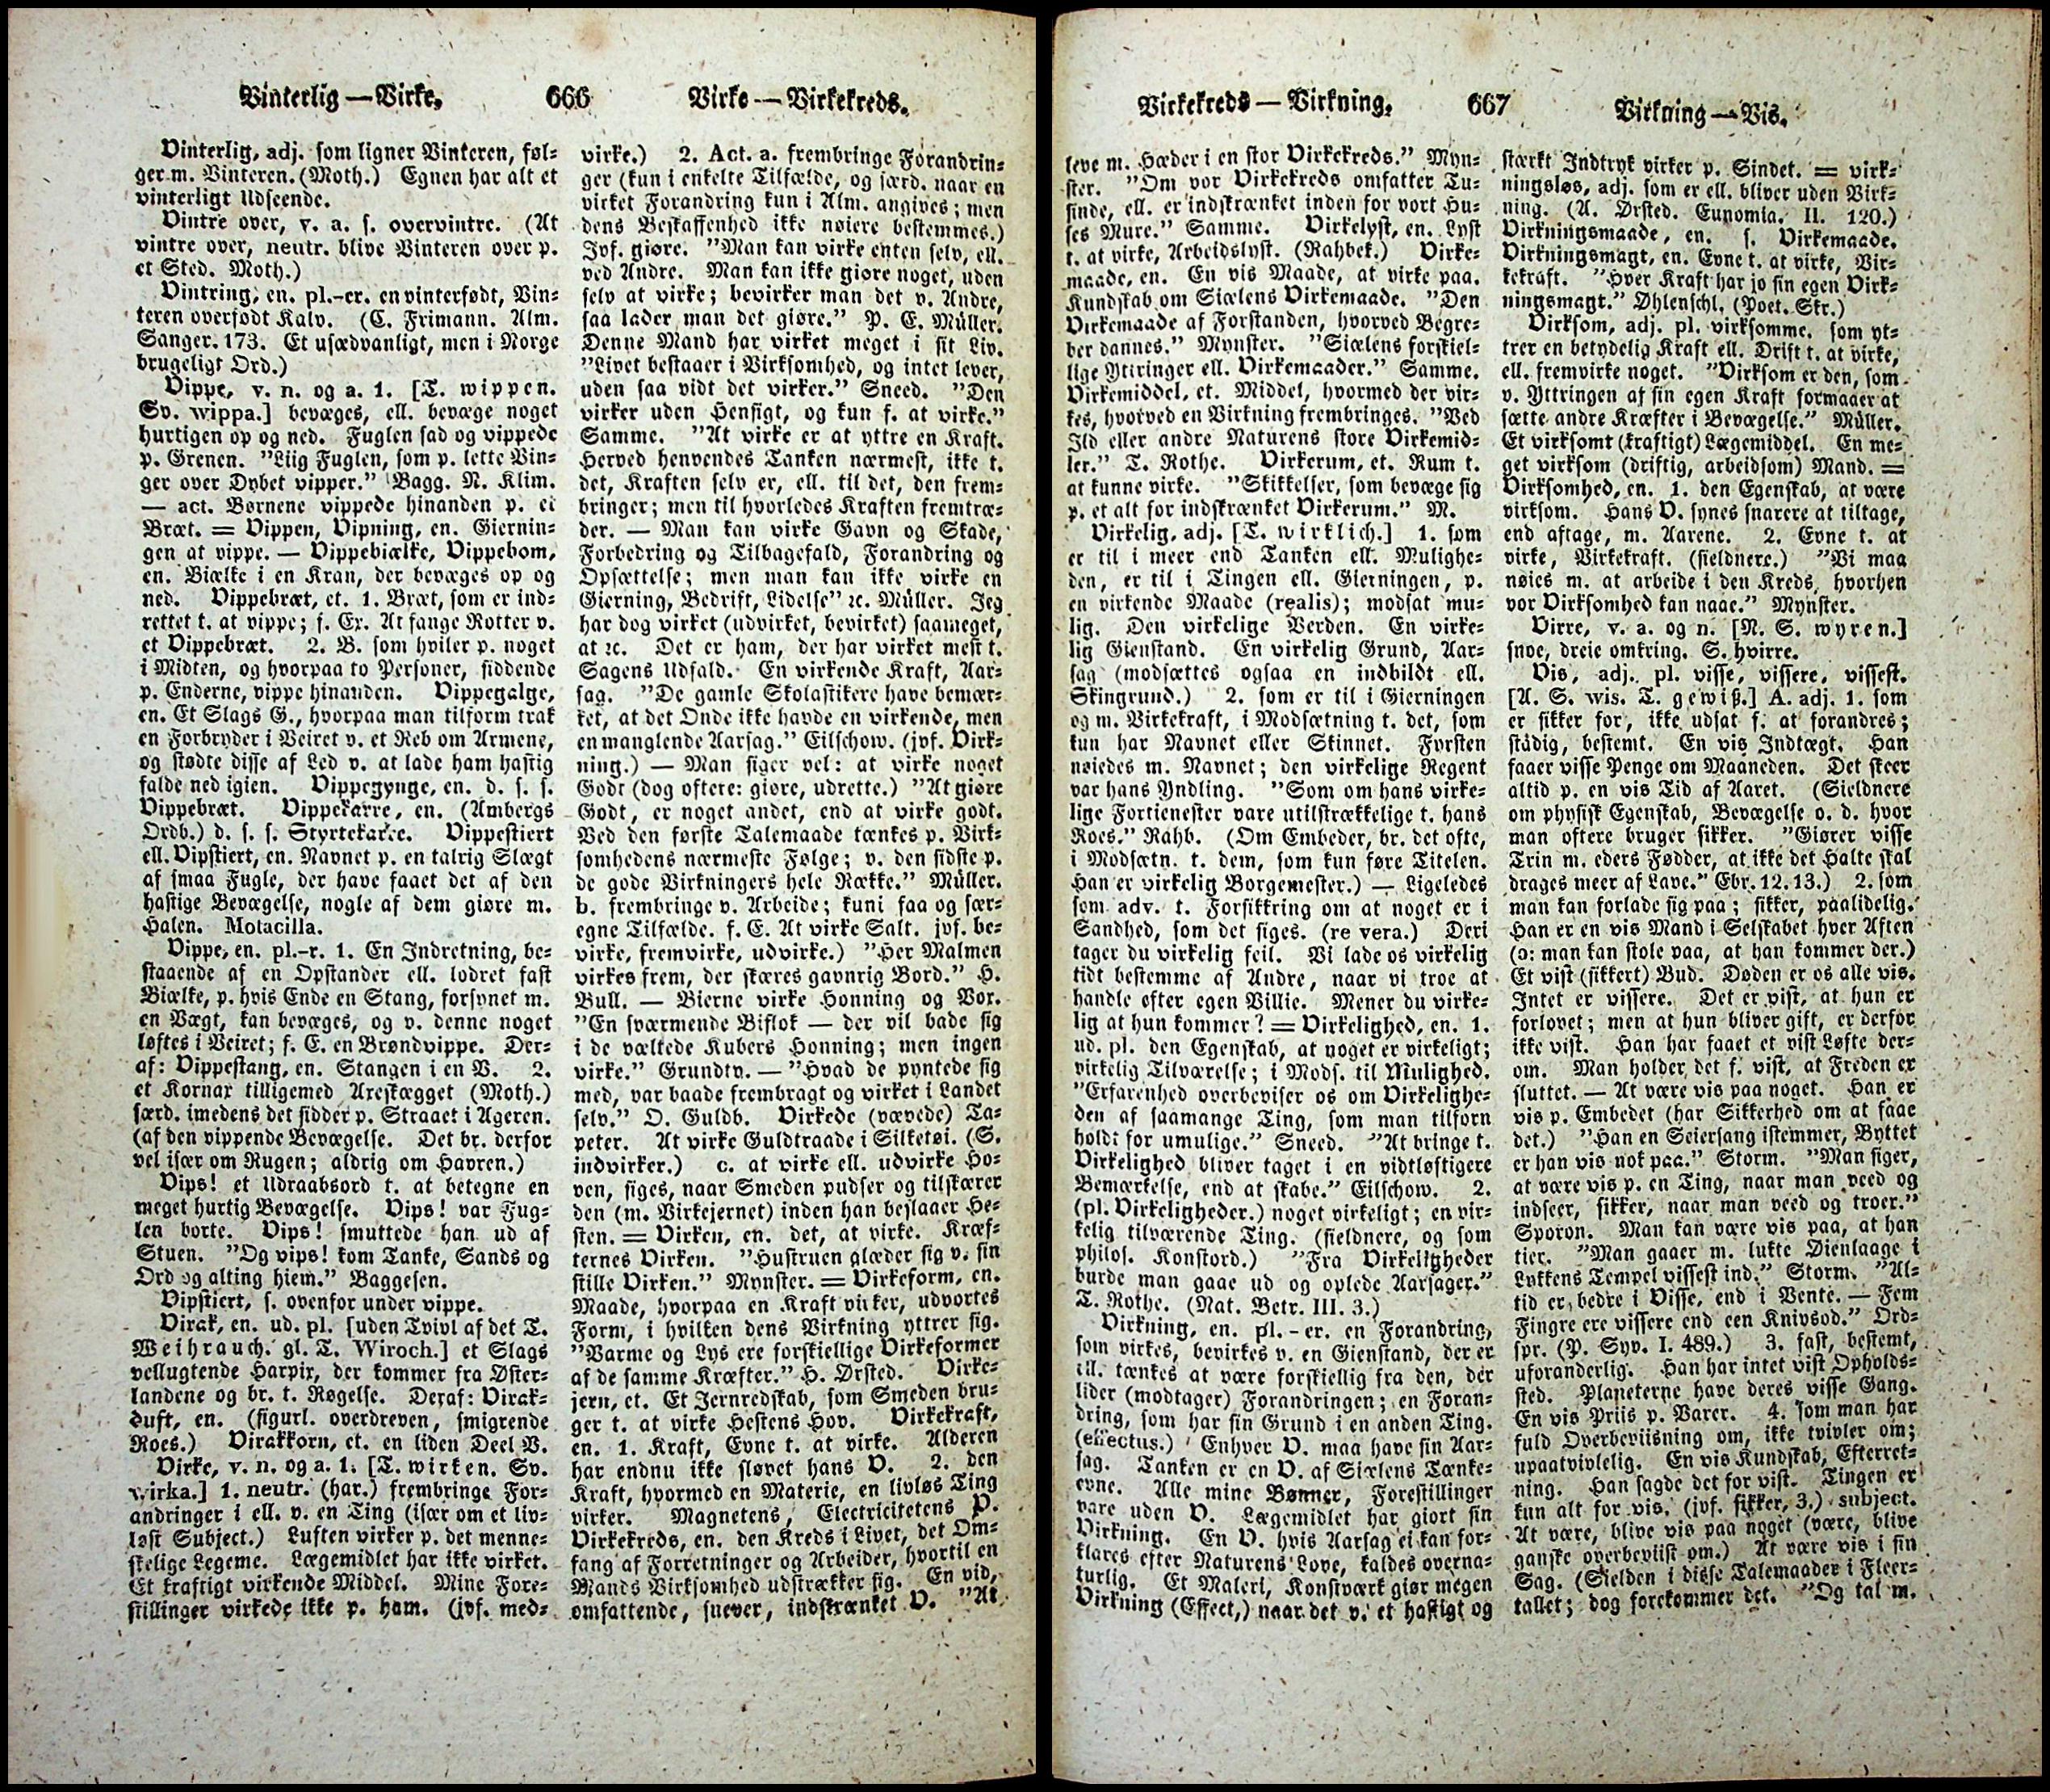 Vinterlig — Virke. 666 Virke — Virkekreds.
Vinterlig, adj. som ligner Vinteren, føl-
ger m. Vinteren. (Moth.) Egnen har alt et
vinterligt Udseende.
Vintre over, v. a. s. overvintre. (At
vintre over, neutr. blive Vinteren over p.
et Sted. Moth.)
Vintring, en. pl.-er. en vinterfødt, Vin-
teren overfødt Kalv. (C. Frimann. Alm.
Sanger. 173. Et usædvanligt, men i Norge
brugeligt Ord.)
Vippe, v. n. og a. 1. [T. wippen.
Sv. wippa.] bevæges, ell. bevæge noget
hurtigen op og ned. Fuglen sad og vippede
p. Grenen. "Liig Fuglen, som p. lette Vin-
ger over Dybet vipper." Bagg. N. Klim.
— act. Børnene vippede hinanden p. et
Bræt. = Vippen, Vipning, en. Giernin-
gen at vippe. — Vippebiælke, Vippebom,
en. Biælke i en Kran, der bevæges op og
ned. Vippebræt, et. 1. Bræt, som er ind-
rettet t. at vippe; f. Ex. At fange Rotter v.
et Vippebræt. 2. B. som hviler p. noget
i Midten, og hvorpaa to Personer, siddende
p. Enderne, vippe hinanden. Vippegalge,
en. Et Slags G., hvorpaa man tilforn trak
en Forbryder i Veiret v. et Reb om Armene,
og stødte disse af Led v. at lade ham hastig
falde ned igien. Vippegynge, en. d. s. s.
Vippebræt. Vippekarre, en. (Ambergs
Ordb.) d. s. s. Styrtekarre. Vippestiert
ell. Vipstiert, en. Navnet p. en talrig Slægt
af smaa Fugle, der have faaet det af den
hastige Bevægelse, nogle af dem giøre m.
Halen. Motacilla.
Vippe, en. pl.-r. 1. En Indretning, be-
staaende af en Opstander ell. lodret fast
Biælke, p. hvis Ende en Stang, forsynet m.
en Vægt, kan bevæges, og v. denne noget
løftes i Veiret; f. E. en Brøndvippe. Der-
af: Vippestang, en. Stangen i en V. 2.
et Kornax tilligemed Axeskægget (Moth.)
særd. imedens det sidder p. Straaet i Ageren.
(af den vippende Bevægelse. Det br. derfor
vel især om Rugen; aldrig om Havren.)
Vips! et Udraabsord t. at betegne en
meget hurtig Bevægelse. Vips! var Fug-
len borte. Vips! smuttede han ud af
Stuen. "Og vips! kom Tanke, Sands og
Ord og alting hiem." Baggesen.
Vipstiert, s. ovenfor under vippe.
Virak, en. ud. pl. [uden Tvivl af det T.
Weihrauch. gl. T. Wiroch.] et Slags
vellugtende Harpix, der kommer fra Øster-
landene og br. t. Røgelse. Deraf: Virak-
duft, en. (figurl. overdreven, smigrende
Roes.) Virakkorn, et. en liden Deel V.
Virke, v. n. og a. 1. [T. wirken. Sv.
wirka.] 1. neutr. (har.) frembringe For-
andringer i ell. v. en Ting (især om et liv-
løst Subject.) Luften virker p. det menne-
skelige Legeme. Lægemidlet har ikke virket.
Et kraftigt virkende Middel. Mine Fore-
stillinger virkede ikke p. ham. (jvf. med-
virke.) 2. Act. a. frembringe Forandrin-
ger (kun i enkelte Tilfælde, og særd. naar en
virket Forandring kun i Alm. angives; men
dens Beskaffenhed ikke nøiere bestemmes.)
Jvf. giøre. "Man kan virke enten selv, ell.
ved Andre. Man kan ikke giøre noget, uden
selv at virke; bevirker man det v. Andre,
saa lader man det giøre." P. E. Müller.
Denne Mand har virket meget i sit Liv.
"Livet bestaaer i Virksomhed, og intet lever,
uden saa vidt det virker." Sneed. "Den
virker uden Hensigt, og kun f. at virke."
Samme. "At virke er at yttre en Kraft.
Herved henvendes Tanken nærmest, ikke t.
det, Kraften selv er, ell. til det, den frem-
bringer; men til hvorledes Kraften fremtræ-
der. — Man kan virke Gavn og Skade,
Forbedring og Tilbagefald, Forandring og
Opsættelse; men man kan ikke virke en
Gierning, Bedrift, Lidelse" ꝛc. Müller. Jeg
har dog virket (udvirket, bevirket) saameget,
at ꝛc. Det er ham, der har virket mest t.
Sagens Udfald. En virkende Kraft, Aar-
sag. "De gamle Skolastikere have bemær-
ket, at det Onde ikke havde en virkende, men
en manglende Aarsag." Eilschow. (jvf. Virk-
ning.) — Man siger vel: at virke noget
Godt (dog oftere: giøre, udrette.) "At giøre
Godt, er noget andet, end at virke godt.
Ved den første Talemaade tænkes p. Virk-
somhedens nærmeste Følge; v. den sidste p.
de gode Virkningers hele Række." Müller.
b. frembringe v. Arbeide; kuni faa og sær-
egne Tilfælde. f. E. At virke Salt. jvf. be-
virke, fremvirke, udvirke.) "Her Malmen
virkes frem, der skæres gavnrig Bord." H.
Bull. — Bierne virke Honning og Vox.
"En sværmende Biflok — der vil bade sig
i de væltede Kubers Honning; men ingen
virke." Grundtv. — "Hvad de pyntede sig
med, var baade frembragt og virket i Landet
selv." O. Guldb. Virkede (vævede) Ta-
peter. At virke Guldtraade i Silketøi. (S.
indvirker.) c. at virke ell. udvirke Ho-
ven, siges, naar Smeden pudser og tilskærer
den (m. Virkejernet) inden han beslaaer He-
sten. = Virken, en. det, at virke. Kræf-
ternes Virken. "Hustruen glæder sig v. sin
stille Virken." Mynster. = Virkeform, en.
Maade, hvorpaa en Kraft virker, udvortes
Form, i hvilken dens Virkning yttrer sig.
"Varme og Lys ere forskiellige Virkeformer
af de samme Kræfter." H. Ørsted. Virke-
jern, et. Et Jernredskab, som Smeden bru-
ger t. at virke Hestens Hov. Virkekraft,
en. 1. Kraft, Evne t. at virke. Alderen
har endnu ikke sløvet hans V. 2. den
Kraft, hvormed en Materie, en livløs Ting
virker. Magnetens, Electricitetens V.
Virkekreds, en. den Kreds i Livet, det Om-
fang af Forretninger og Arbeider, hvortil en
Mands Virksomhed udstrækker sig. En vid,
omfattende, snever, indskrænket V. "At
Virkekreds — Virkning. 667 Virkning — Vis.
leve m. Hæder i en stor Virkekreds." Myn-
ster. "Om vor Virkekreds omfatter Tu-
sinde, ell. er indskrænket inden for vort Hu-
ses Mure." Samme. Virkelyst, en. Lyst
t. at virke, Arbeidslyst. (Rahbek.) Virke-
maade, en. En vis Maade, at virke paa.
Kundskab om Siælens Virkemaade. "Den
Virkemaade af Forstanden, hvorved Begre-
ber dannes." Mynster. "Siælens forskiel-
lige Yttringer ell. Virkemaader." Samme.
Virkemiddel, et. Middel, hvormed der vir-
kes, hvorved en Virkning frembringes. "Ved
Ild eller andre Naturens store Virkemid-
ler." T. Rothe. Virkerum, et. Rum t.
at kunne virke. "Skikkelser, som bevæge sig
p. et alt for indskrænket Virkerum." M.
Virkelig, adj. [T. wirklich.] 1. som
er til i meer end Tanken ell. Mulighe-
den, er til i Tingen ell. Gierningen, p.
en virkende Maade (realis); modsat mu-
lig. Den virkelige Verden. En virke-
lig Gienstand. En virkelig Grund, Aar-
sag (modsættes ogsaa en indbildt ell.
Skingrund.) 2. som er til i Gierningen
og m. Virkekraft, i Modsætning t. det, som
kun har Navnet eller Skinnet. Fyrsten
nøiedes m. Navnet; den virkelige Regent
var hans Yndling. "Som om hans virke-
lige Fortienester vare utilstrækkelige t. hans
Roes." Rahb. (Om Embeder, br. det ofte,
i Modsætn. t. dem, som kun føre Titelen.
Han er virkelig Borgemester.) — Ligeledes
som adv. t. Forsikkring om at noget er i
Sandhed, som det siges. (re vera.) Deri
tager du virkelig feil. Vi lade os virkelig
tidt bestemme af Andre, naar vi troe at
handle efter egen Villie. Mener du virke-
lig at hun kommer? = Virkelighed, en. 1.
ud. pl. den Egenskab, at noget er virkeligt;
virkelig Tilværelse; i Mods. til Mulighed.
"Erfarenhed overbeviser os om Virkelighe-
den af saamange Ting, som man tilforn
holdt for umulige." Sneed. "At bringe t.
Virkelighed bliver taget i en vidtløftigere
Bemærkelse, end at skabe." Eilschow. 2.
(pl. Virkeligheder.) noget virkeligt; en vir-
kelig tilværende Ting. (sieldnere, og som
philos. Konstord.) "Fra Virkeligheder
burde man gaae ud og oplede Aarsager."
T. Rothe. (Nat. Betr. III. 3.)
Virkning, en. pl. -er. en Forandring,
som virkes, bevirkes v. en Gienstand, der er
ell. tænkes at være forskiellig fra den, der
lider (modtager) Forandringen; en Foran-
dring, som har sin Grund i en anden Ting.
(effectus.) Enhver V. maa have sin Aar-
sag. Tanken er en V. af Siælens Tænke-
evne. Alle mine Bønner, Forestillinger
vare uden V. Lægemidlet har giort sin
Virkning. En V. hvis Aarsag ei kan for-
klares efter Naturens Love, kaldes overna-
turlig. Et Maleri, Konstværk giør megen
Virkning (Effect,) naar det v. et hastigt og
stærkt Indtryk virker p. Sindet. = virk-
ningsløs, adj. som er ell. bliver uden Virk-
ning. (A. Ørsted. Eunomia. II. 120.)
Virkningsmaade, en. s. Virkemaade.
Virkningsmagt, en. Evne t. at virke, Vir-
kekraft. "Hver Kraft har jo sin egen Virk-
ningsmagt." Øhlenschl. (Poet. Skr.)
Virksom, adj. pl. virksomme. som yt-
trer en betydelig Kraft ell. Drift t. at virke,
ell. fremvirke noget. "Virksom er den, som
v. Yttringen af sin egen Kraft formaaer at
sætte andre Kræfter i Bevægelse." Müller.
Et virksomt (kraftigt) Lægemiddel. En me-
get virksom (driftig, arbeidsom) Mand. =
Virksomhed, en. 1. den Egenskab, at være
virksom. Hans V. synes snarere at tiltage,
end aftage, m. Aarene. 2. Evne t. at
virke, Virkekraft. (sieldnere.) "Vi maa
nøies m. at arbeide i den Kreds, hvorhen
vor Virksomhed kan naae." Mynster.
Virre, v. a. og n. [N. S. wyren.]
snoe, dreie omkring. S. hvirre.
Vis, adj. pl. visse, vissere, vissest.
[A. S. wis. T. gewiß.] A. adj. 1. som
er sikker for, ikke udsat f. at forandres;
stadig, bestemt. En vis Indtægt. Han
faaer visse Penge om Maaneden. Det skeer
altid p. en vis Tid af Aaret. (Sieldnere
om physisk Egenskab, Bevægelse o. d. hvor
man oftere bruger sikker. "Giører visse
Trin m. eders Fødder, at ikke det Halte skal
drages meer af Lave." Ebr. 12. 13.) 2. som
man kan forlade sig paa; sikker, paalidelig.
Han er en vis Mand i Selskabet hver Aften
(ɔ: man kan stole paa, at han kommer der.)
Et vist (sikkert) Bud. Døden er os alle vis.
Intet er vissere. Det er vist, at hun er
forlovet; men at hun bliver gift, er derfor
ikke vist. Han har faaet et vist Løfte der-
om. Man holder det f. vist, at Freden er
sluttet. — At være vis paa noget. Han er
vis p. Embedet (har Sikkerhed om at faae
det.) "Han en Seiersang istemmer, Byttet
er han vis nok paa." Storm. "Man siger,
at være vis p. en Ting, naar man veed og
indseer, sikker, naar man veed og troer."
Sporon. Man kan være vis paa, at han
tier. "Man gaaer m. lukte Øienlaage i
Lykkens Tempel vissest ind." Storm. "Al-
tid er bedre i Visse, end i Vente. — Fem
Fingre ere vissere end een Knivsod." Ord-
spr. (P. Syv. I. 489.) 3. fast, bestemt,
uforanderlig. Han har intet vist Opholds-
sted. Planeterne have deres visse Gang.
En vis Priis p. Varer. 4. som man har
fuld Overbeviisning om, ikke tvivler om;
upaatvivlelig. En vis Kundskab, Efterret-
ning. Han sagde det for vist. Tingen er
kun alt for vis. (jvf. sikker, 3.) subject.
At være, blive vis paa noget (være, blive
ganske overbeviist om.) At være vis i sin
Sag. (Sielden i disse Talemaader i Fleer-
tallet; dog forekommer det. "Og tal m.